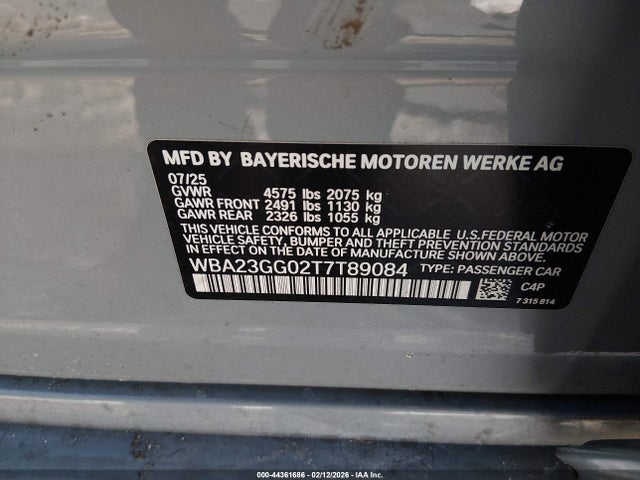 MFD BY BAYERISCHE MOTOREN WERKE AG
07/25
GVWR 4575 lbs 2075 kg
GAWR FRONT 2491 lbs 1130 kg
GAWR REAR 2326 lbs 1055 kg
THIS VEHICLE CONFORMS TO ALL APPLICABLE U.S.FEDERAL MOTOR
VEHICLE SAFETY, BUMPER AND THEFT PREVENTION STANDARDS
IN EFFECT ON THE DATE OF MANUFACTURE SHOWN ABOVE.
WBA23GG02T7T89084 TYPE: PASSENGER CAR
C4P
7 315 814
000-44361686 - 02/12/2026 - IAA Inc.